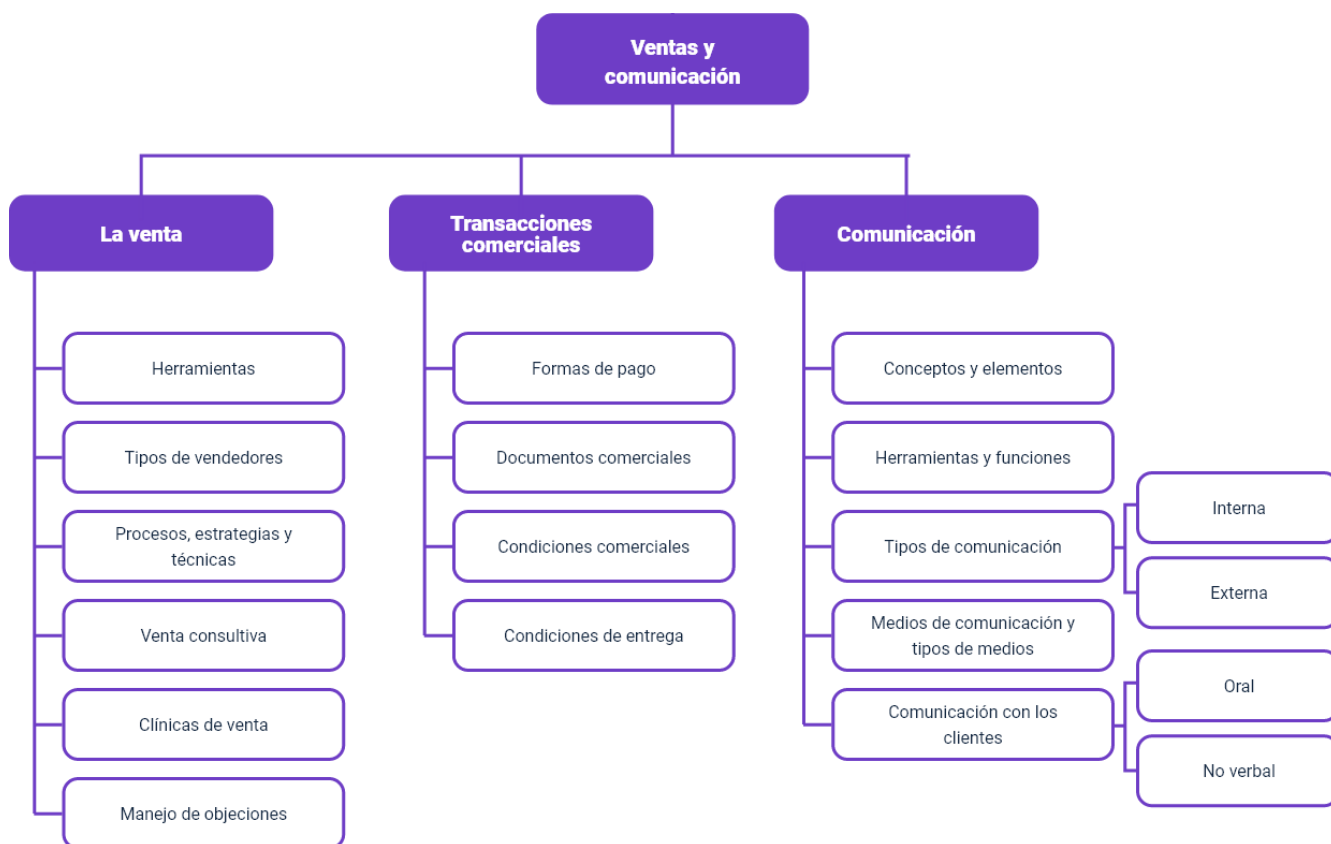 Ventas y
comunicación
La venta
Herramientas
Tipos de vendedores
Procesos, estrategias y
técnicas
Venta consultiva
Clínicas de venta
Manejo de objeciones
Transacciones
comerciales
Formas de pago
Documentos comerciales
Condiciones comerciales
Condiciones de entrega
Comunicación
Conceptos y elementos
Herramientas y funciones
Tipos de comunicación
Interna
Externa
Medios de comunicación y
tipos de medios
Comunicación con los
clientes
Oral
No verbal